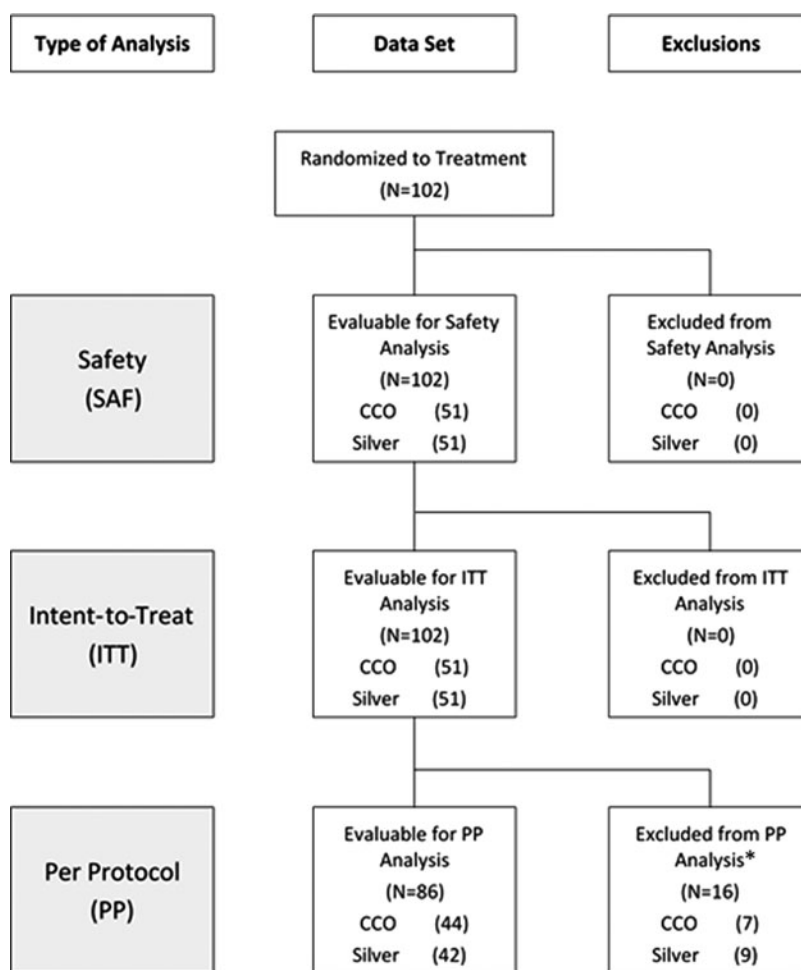 Type of Analysis
Data Set
Exclusions
Randomized to Treatment
(N=102)
Safety
(SAF)
Evaluable for Safety
Analysis
(N=102)
CCO (51)
Silver (51)
Excluded from
Safety Analysis
(N=0)
CCO (0)
Silver (0)
Intent-to-Treat
(ITT)
Evaluable for ITT
Analysis
(N=102)
CCO (51)
Silver (51)
Excluded from ITT
Analysis
(N=0)
CCO (0)
Silver (0)
Per Protocol
(PP)
Evaluable for PP
Analysis
(N=86)
CCO (44)
Silver (42)
Excluded from PP
Analysis*
(N=16)
CCO (7)
Silver (9)